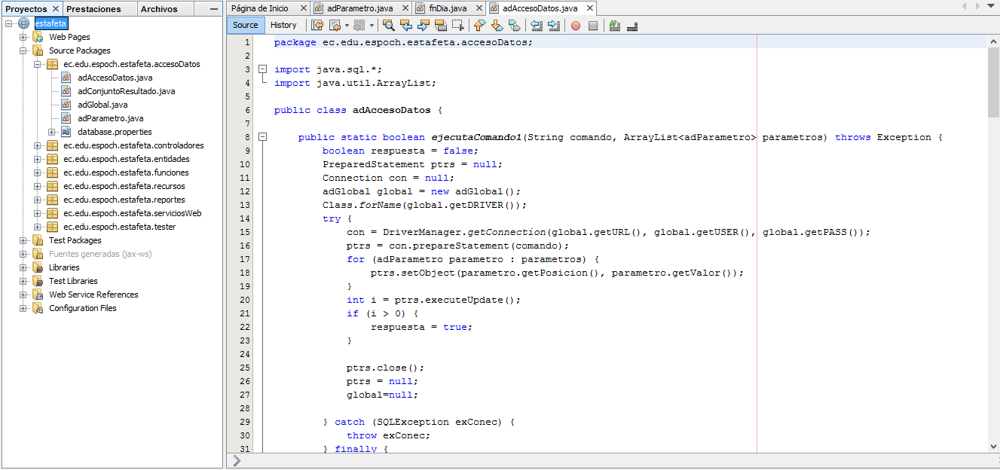 Proyectos Prestaciones Archivos
estafeta
Web Pages
Source Packages
ec.edu.espoch.estafeta.accesoDatos
adAccesoDatos.java
adConjuntoResultado.java
adGlobal.java
adParametro.java
database.properties
ec.edu.espoch.estafeta.controladores
ec.edu.espoch.estafeta.entidades
ec.edu.espoch.estafeta.funciones
ec.edu.espoch.estafeta.recursos
ec.edu.espoch.estafeta.reportes
ec.edu.espoch.estafeta.serviciosWeb
ec.edu.espoch.estafeta.tester
Test Packages
Fuentes generadas (jax-ws)
Libraries
Test Libraries
Web Service References
Configuration Files
Página de Inicio adParametro.java fnDia.java adAccesoDatos.java
Source History
1 package ec.edu.espoch.estafeta.accesoDatos;
2
3 import java.sql.*;
4 import java.util.ArrayList;
5
6 public class adAccesoDatos {
7
8 public static boolean ejecutaComando1(String comando, ArrayList<adParametro> parametros) throws Exception {
9 boolean respuesta = false;
10 PreparedStatement ptrs = null;
11 Connection con = null;
12 adGlobal global = new adGlobal();
13 Class.forName(global.getDRIVER());
14 try {
15 con = DriverManager.getConnection(global.getURL(), global.getUSER(), global.getPASS());
16 ptrs = con.prepareStatement(comando);
17 for (adParametro parametro : parametros) {
18 ptrs.setObject(parametro.getPosicion(), parametro.getValor());
19 }
20 int i = ptrs.executeUpdate();
21 if (i > 0) {
22 respuesta = true;
23 }
24
25 ptrs.close();
26 ptrs = null;
27 global=null;
28
29 } catch (SQLException exConec) {
30 throw exConec;
31 } finally {